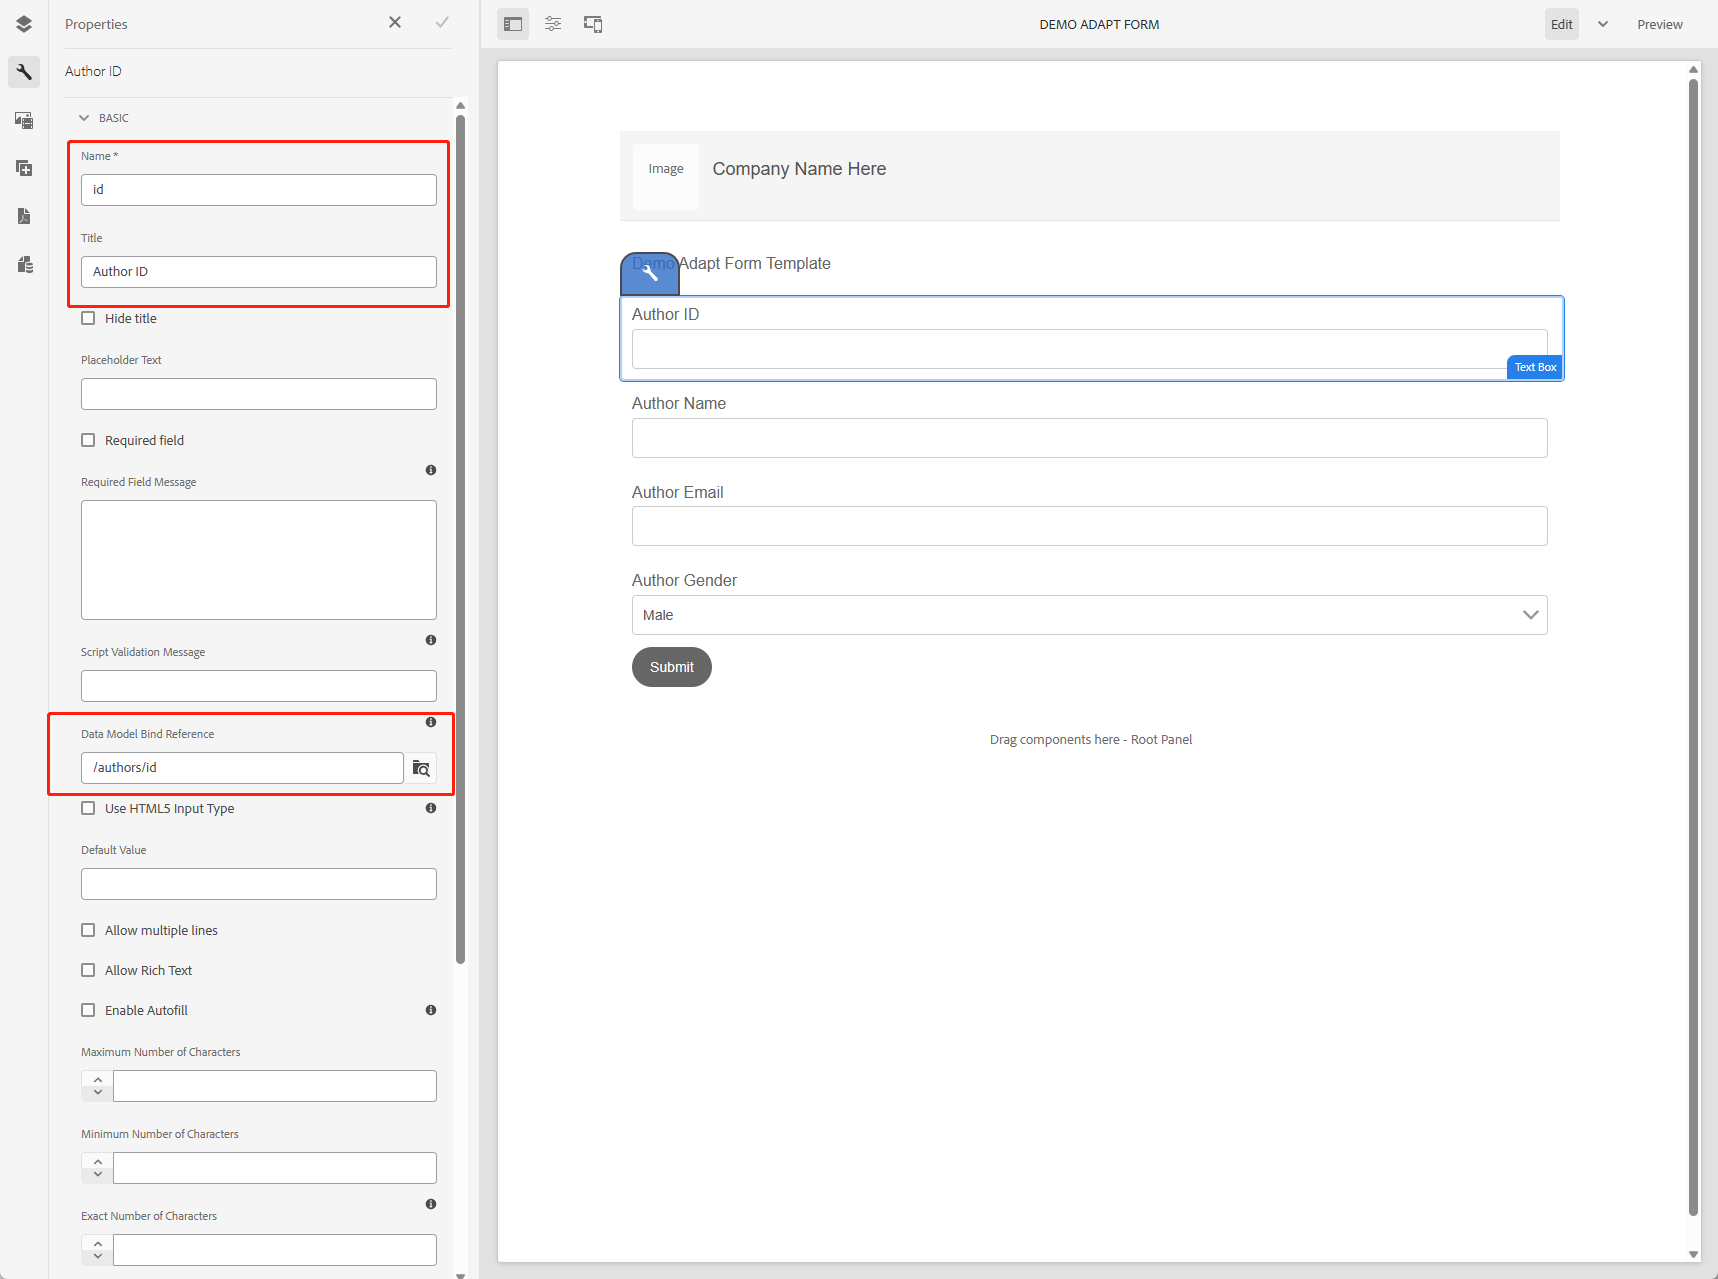 Properties
Author ID
BASIC
Name *
id
Title
Author ID
Hide title
Placeholder Text
Required field
Required Field Message
Script Validation Message
Data Model Bind Reference
/authors/id
Use HTML5 Input Type
Default Value
Allow multiple lines
Allow Rich Text
Enable Autofill
Maximum Number of Characters
Minimum Number of Characters
Exact Number of Characters
DEMO ADAPT FORM
Edit
Preview
Image
Company Name Here
Demo Adapt Form Template
Author ID
Text Box
Author Name
Author Email
Author Gender
Male
Submit
Drag components here - Root Panel